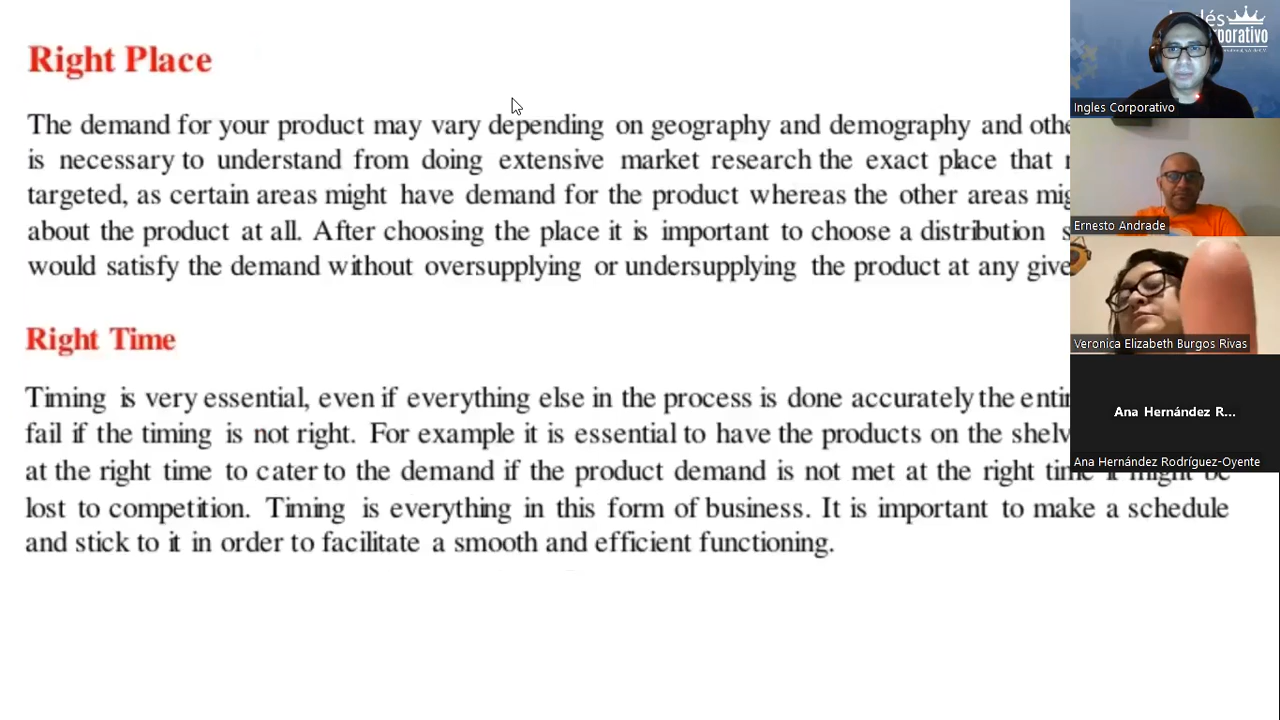 Right Place
The demand for your product may vary depending on geography and demography and
is necessary to understand from doing extensive market research the exact place that
targeted, as certain areas might have demand for the product whereas the other areas
about the product at all. After choosing the place it is important to choose a distribution
would satisfy the demand without oversupplying or undersupplying the product at any
Right Time
Timing is very essential, even if everything else in the process is done accurately the
fail if the timing is not right. For example it is essential to have the products on the
at the right time to cater to the demand if the product demand is not met at the right
lost to competition. Timing is everything in this form of business. It is important to make a schedule
and stick to it in order to facilitate a smooth and efficient functioning.
Ingles Corporativo
Ernesto Andrade
Veronica Elizabeth Burgos Rivas
Ana Hernández R...
Ana Hernández Rodríguez-Oyente